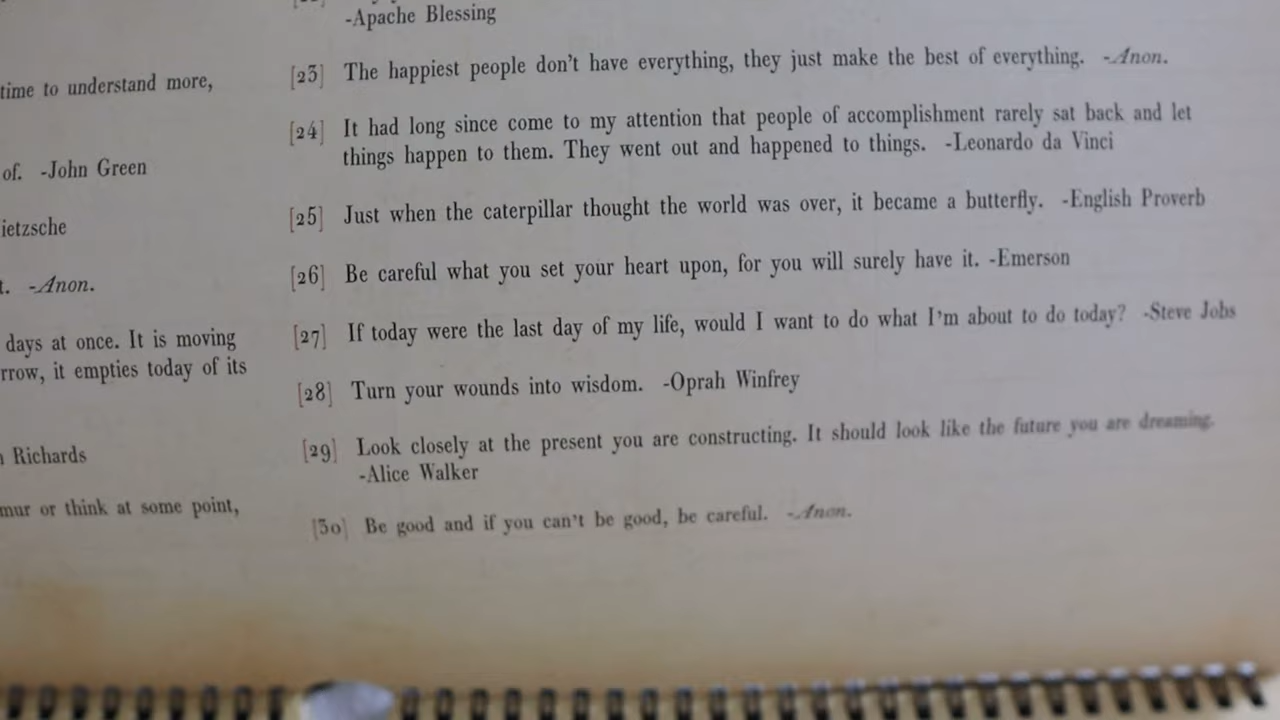 time to understand more,
of. -John Green
ietzsche
t. -Anon.
days at once. It is moving
rrow, it empties today of its
Richards
mur or think at some point,
-Apache Blessing
[23] The happiest people don't have everything, they just make the best of everything. -Anon.
[24] It had long since come to my attention that people of accomplishment rarely sat back and let
things happen to them. They went out and happened to things. -Leonardo da Vinci
[25] Just when the caterpillar thought the world was over, it became a butterfly. -English Proverb
[26] Be careful what you set your heart upon, for you will surely have it. -Emerson
[27] If today were the last day of my life, would I want to do what I'm about to do today? -Steve Jobs
[28] Turn your wounds into wisdom. -Oprah Winfrey
[29] Look closely at the present you are constructing. It should look like the future you are dreaming.
-Alice Walker
[30] Be good and if you can't be good, be careful. -Anon.